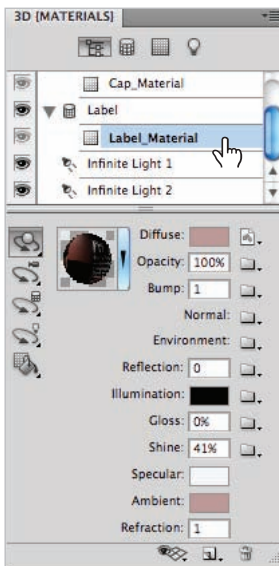 3D {MATERIALS}
Cap_Material
Label
Label_Material
Infinite Light 1
Infinite Light 2
Diffuse:
Opacity: 100%
Bump: 1
Normal:
Environment:
Reflection: 0
Illumination:
Gloss: 0%
Shine: 41%
Specular:
Ambient:
Refraction: 1